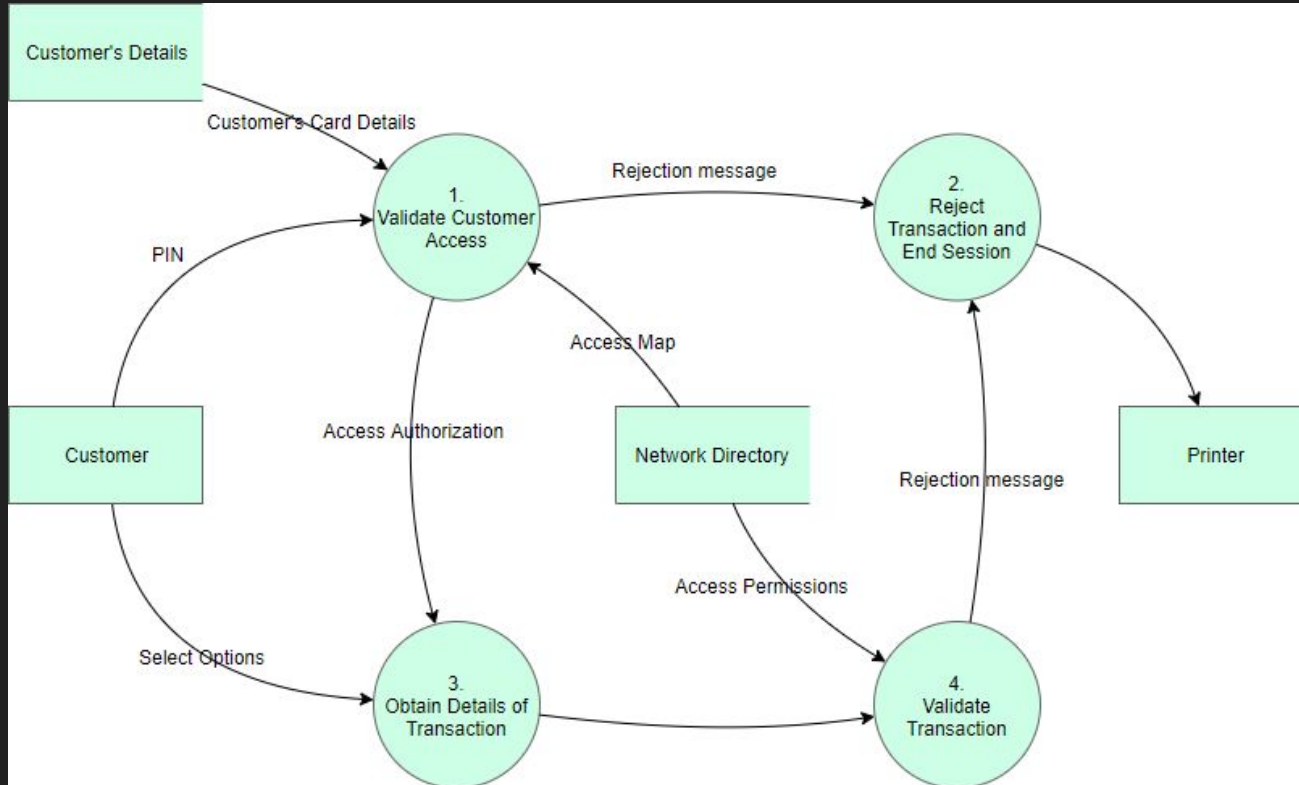 Customer's Details
Customer's Card Details
1.
Validate Customer
Access
Rejection message
2.
Reject
Transaction and
End Session
PIN
Access Map
Access Authorization
Customer
Network Directory
Printer
Rejection message
Access Permissions
Select Options
3.
Obtain Details of
Transaction
4.
Validate
Transaction